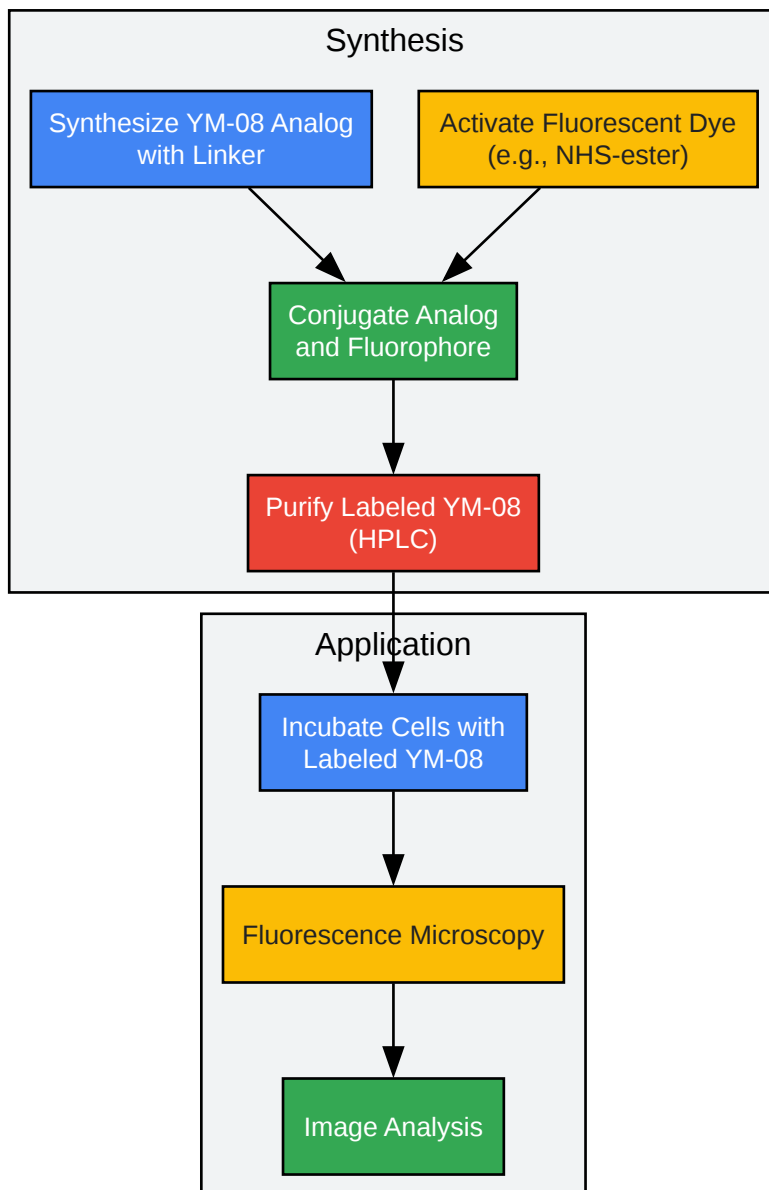 Synthesis
Synthesize YM-08 Analog
with Linker
Activate Fluorescent Dye
(e.g., NHS-ester)
Conjugate Analog
and Fluorophore
Purify Labeled YM-08
(HPLC)
Application
Incubate Cells with
Labeled YM-08
Fluorescence Microscopy
Image Analysis